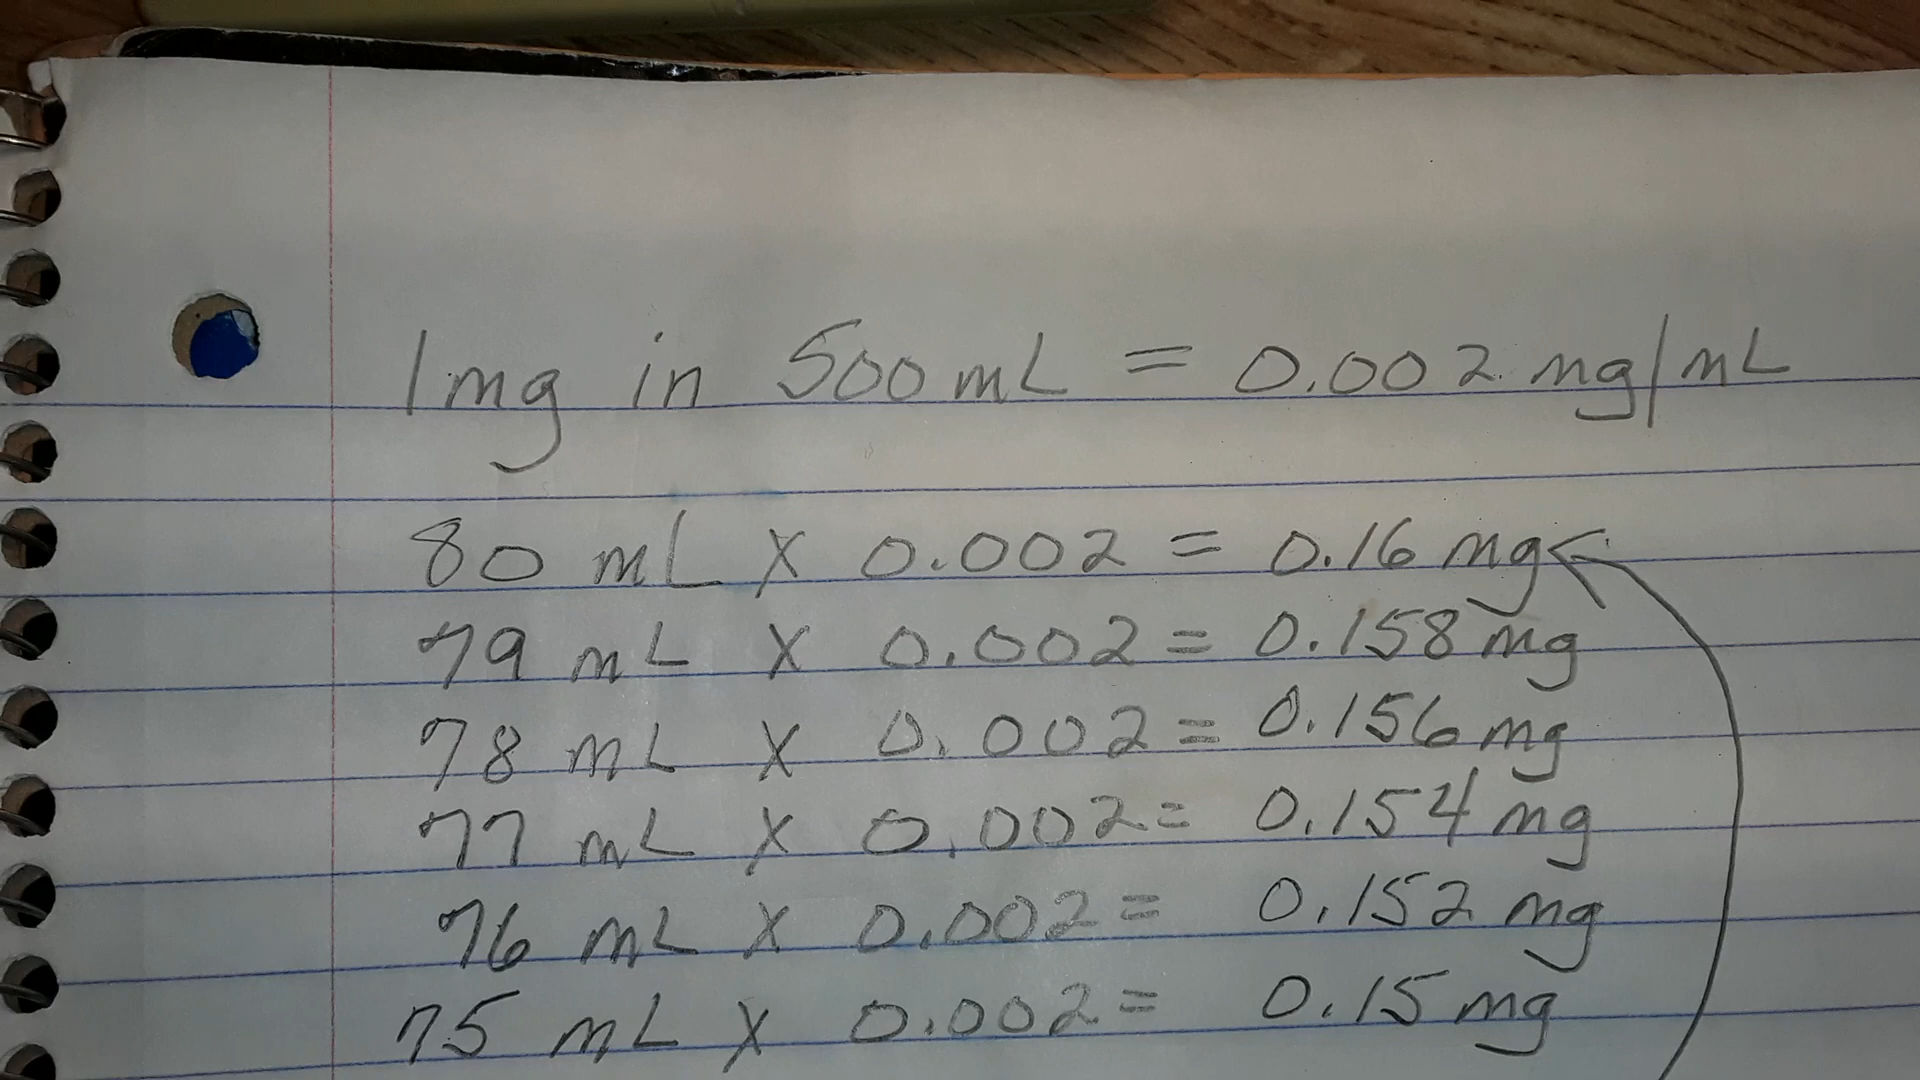 1mg in 500mL = 0.002 mg/mL
80 mL X 0.002 = 0.16 mg
79 mL X 0.002 = 0.158 mg
78 mL X 0.002 = 0.156 mg
77 mL X 0.002 = 0.154 mg
76 mL X 0.002 = 0.152 mg
75 mL X 0.002 = 0.15 mg